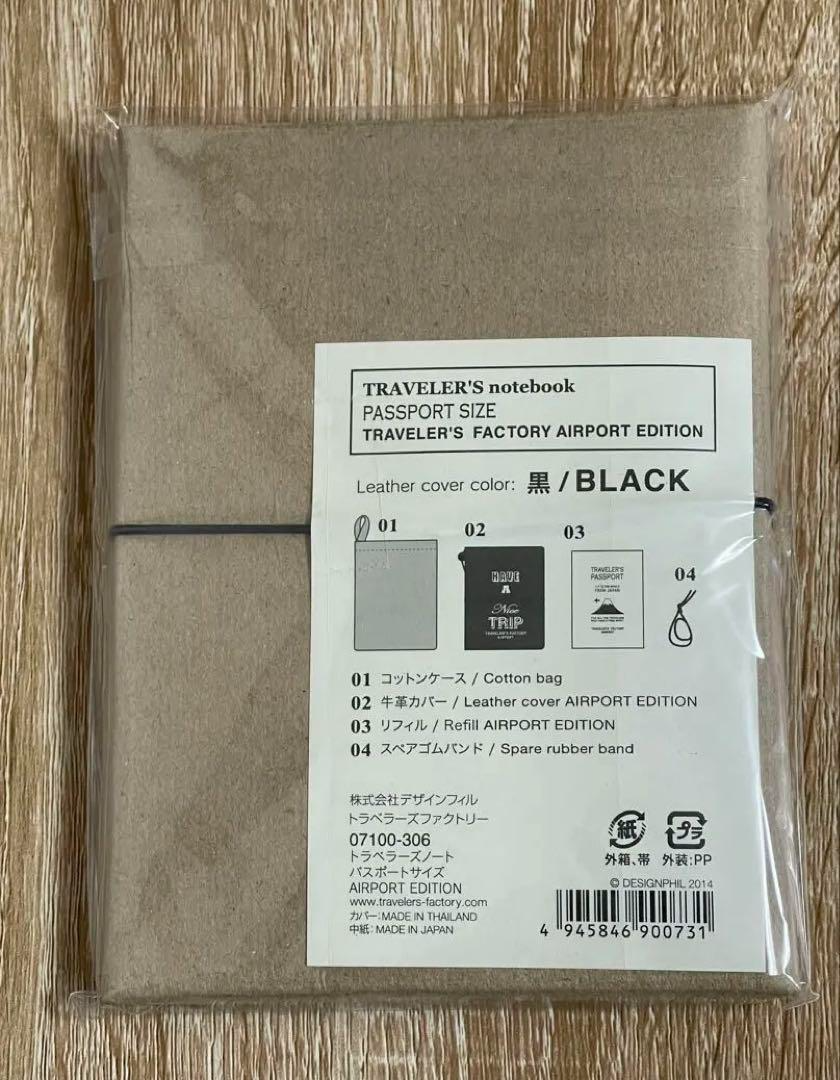 TRAVELER'S notebook
PASSPORT SIZE
TRAVELER'S FACTORY AIRPORT EDITION
Leather cover color: 黒 / BLACK
01
02
03
04
HAVE
A
Nice
TRIP
TRAVELER'S FACTORY
AIRPORT
TRAVELER'S
PASSPORT
FROM JAPAN
01 コットンケース / Cotton bag
02 牛革カバー / Leather cover AIRPORT EDITION
03 リフィル / Refill AIRPORT EDITION
04 スペアゴムバンド / Spare rubber band
株式会社デザインフィル
トラベラーズファクトリー
07100-306
トラベラーズノート
パスポートサイズ
AIRPORT EDITION
www.travelers-factory.com
カバー:MADE IN THAILAND
中紙:MADE IN JAPAN
紙
プラ
外箱、帯
外装:PP
© DESIGNPHIL 2014
4 945846 900731